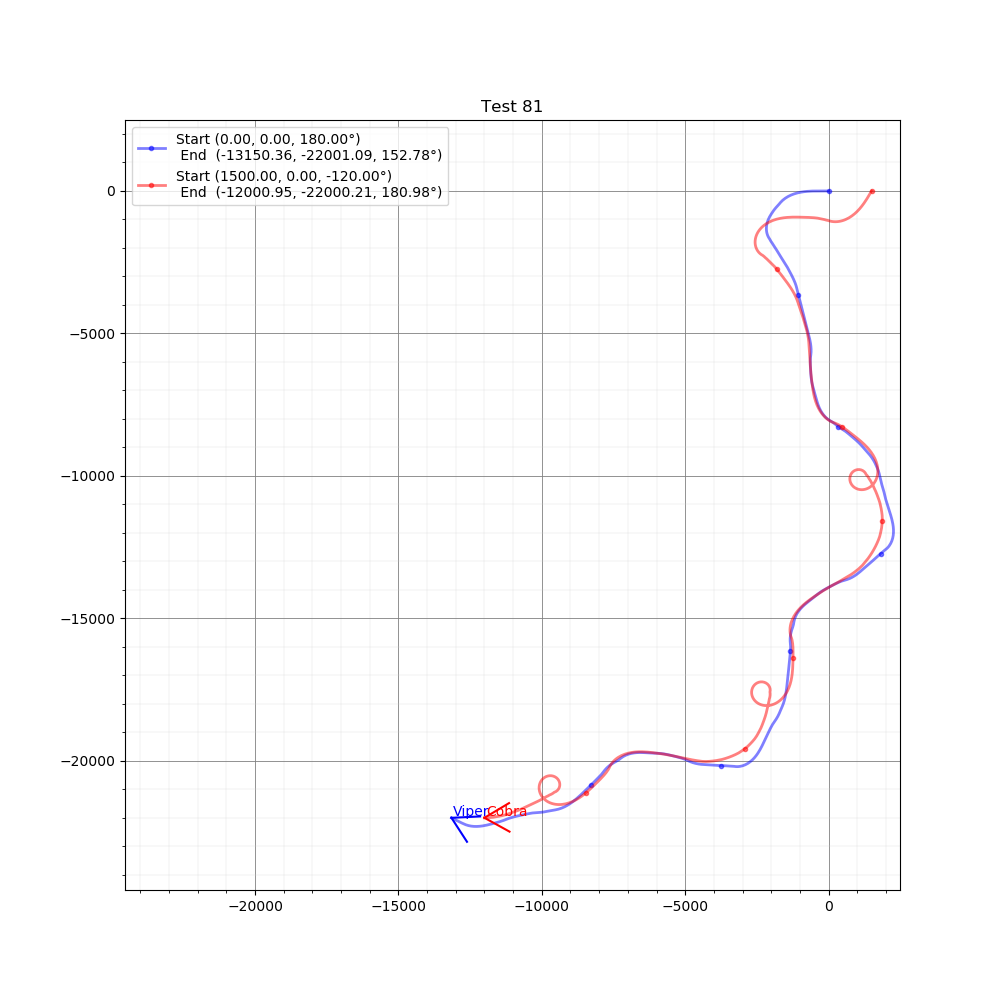 Test 81
Start (0.00, 0.00, 180.00°)
End (-13150.36, -22001.09, 152.78°)
Start (1500.00, 0.00, -120.00°)
End (-12000.95, -22000.21, 180.98°)
0
−5000
−10000
−15000
−20000
Viper
Cobra
−20000
−15000
−10000
−5000
0